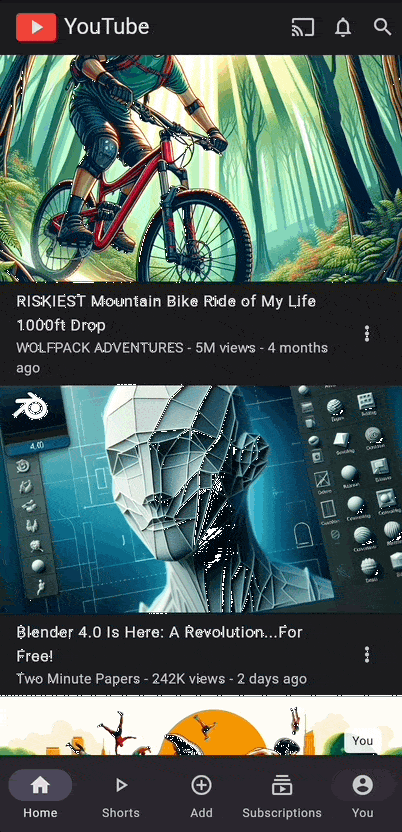 YouTube
RISKIEST Mountain Bike Ride of My Life
1000ft Drop
WOLFPACK ADVENTURES - 5M views - 4 months
ago
4.0
Blender 4.0 Is Here: A Revolution...For
Free!
Two Minute Papers - 242K views - 2 days ago
You
Home
Shorts
Add
Subscriptions
You